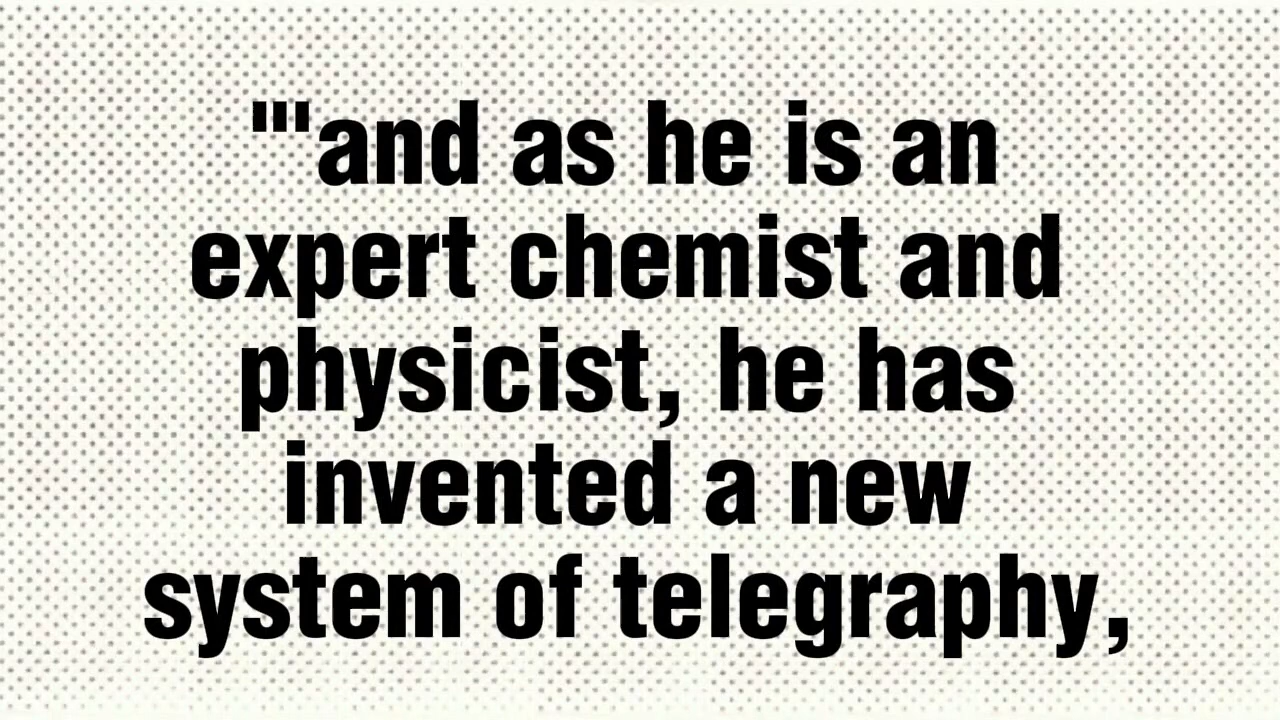 "'and as he is an
expert chemist and
physicist, he has
invented a new
system of telegraphy,